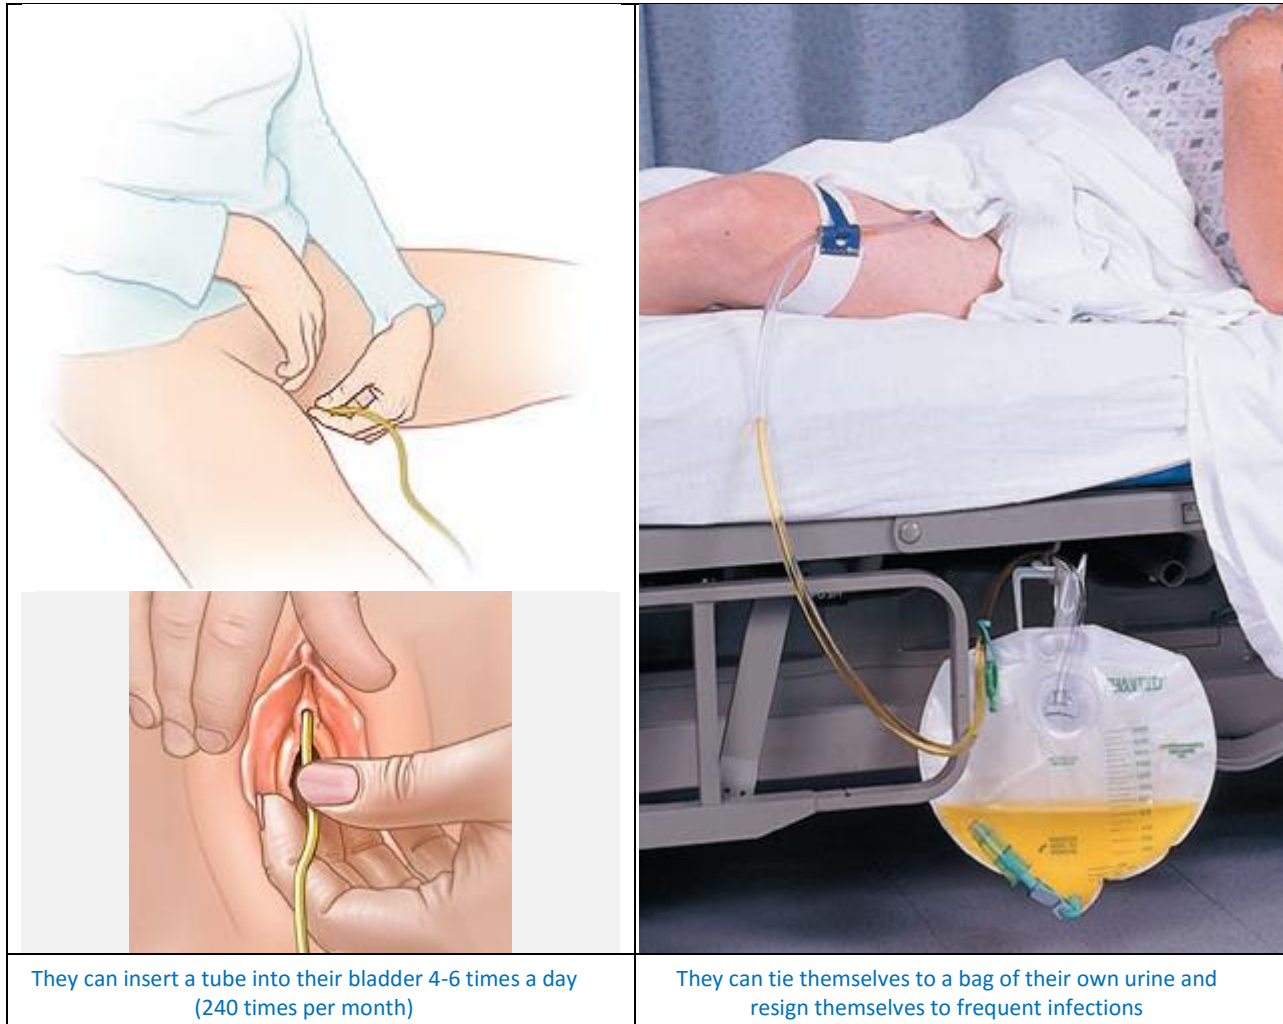 They can insert a tube into their bladder 4-6 times a day
(240 times per month)
They can tie themselves to a bag of their own urine and
resign themselves to frequent infections